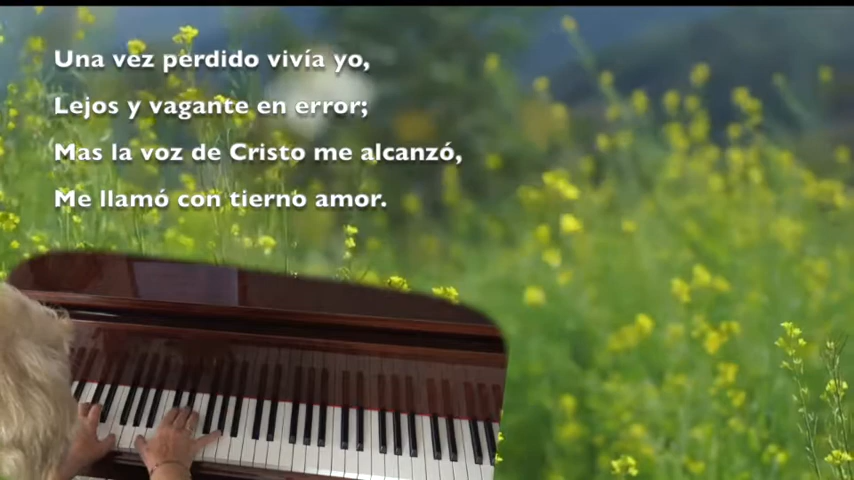 Una vez perdido vivía yo,
Lejos y vagante en error;
Mas la voz de Cristo me alcanzó,
Me llamó con tierno amor.